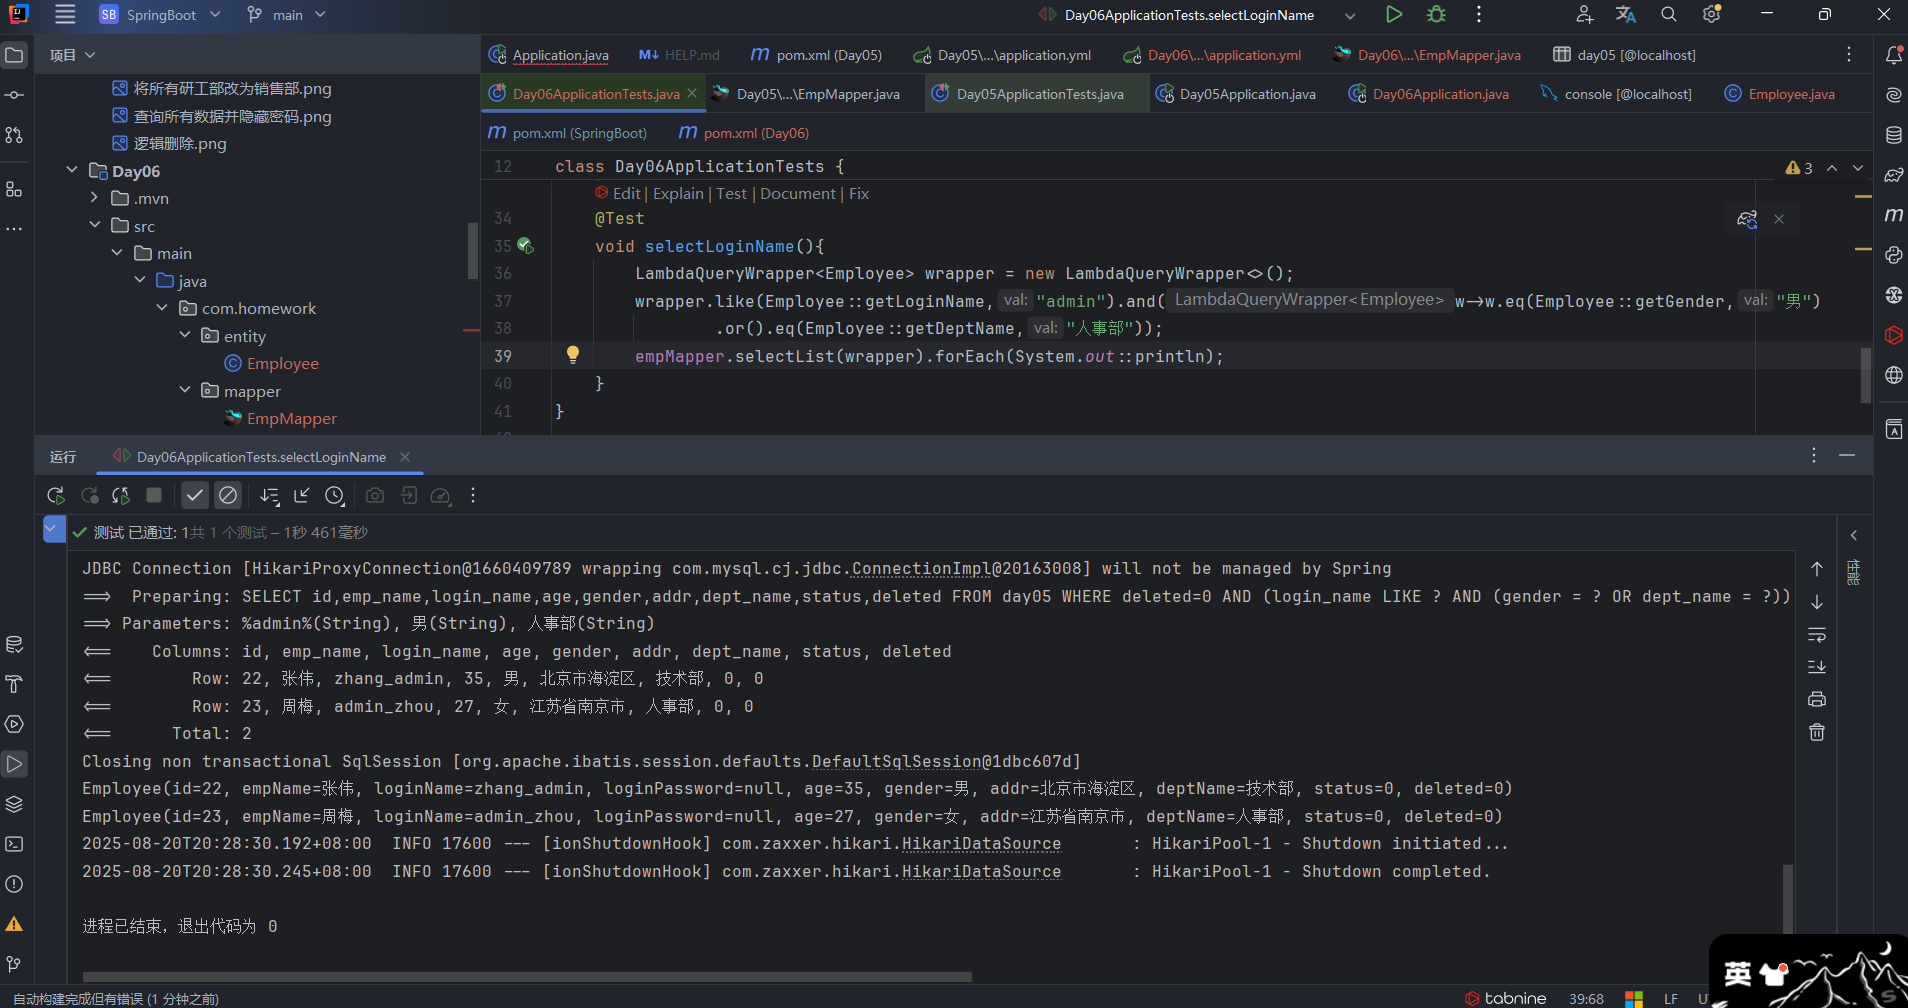 SB SpringBoot main Day06ApplicationTests.selectLoginName
项目
Application.java HELP.md pom.xml (Day05) Day05\...\application.yml Day06\...\application.yml Day06\...\EmpMapper.java day05 [@localhost]
Day06ApplicationTests.java Day05\...\EmpMapper.java Day05ApplicationTests.java Day05Application.java Day06Application.java console [@localhost] Employee.java
pom.xml (SpringBoot) pom.xml (Day06)
将所有研工部改为销售部.png
查询所有数据并隐藏密码.png
逻辑删除.png
Day06
.mvn
src
main
java
com.homework
entity
Employee
mapper
EmpMapper
12 class Day06ApplicationTests {
3
Edit | Explain | Test | Document | Fix
34 @Test
35 void selectLoginName(){
36 LambdaQueryWrapper<Employee> wrapper = new LambdaQueryWrapper<>();
37 wrapper.like(Employee::getLoginName, val: "admin").and( LambdaQueryWrapper<Employee> w->w.eq(Employee::getGender, val: "男")
38 .or().eq(Employee::getDeptName, val: "人事部"));
39 empMapper.selectList(wrapper).forEach(System.out::println);
40 }
41 }
运行 Day06ApplicationTests.selectLoginName
测试 已通过: 1共 1 个测试 – 1秒 461毫秒
JDBC Connection [HikariProxyConnection@1660409789 wrapping com.mysql.cj.jdbc.ConnectionImpl@20163008] will not be managed by Spring
==> Preparing: SELECT id,emp_name,login_name,age,gender,addr,dept_name,status,deleted FROM day05 WHERE deleted=0 AND (login_name LIKE ? AND (gender = ? OR dept_name = ?))
==> Parameters: %admin%(String), 男(String), 人事部(String)
<== Columns: id, emp_name, login_name, age, gender, addr, dept_name, status, deleted
<== Row: 22, 张伟, zhang_admin, 35, 男, 北京市海淀区, 技术部, 0, 0
<== Row: 23, 周梅, admin_zhou, 27, 女, 江苏省南京市, 人事部, 0, 0
<== Total: 2
Closing non transactional SqlSession [org.apache.ibatis.session.defaults.DefaultSqlSession@1dbc607d]
Employee(id=22, empName=张伟, loginName=zhang_admin, loginPassword=null, age=35, gender=男, addr=北京市海淀区, deptName=技术部, status=0, deleted=0)
Employee(id=23, empName=周梅, loginName=admin_zhou, loginPassword=null, age=27, gender=女, addr=江苏省南京市, deptName=人事部, status=0, deleted=0)
2025-08-20T20:28:30.192+08:00 INFO 17600 --- [ionShutdownHook] com.zaxxer.hikari.HikariDataSource : HikariPool-1 - Shutdown initiated...
2025-08-20T20:28:30.245+08:00 INFO 17600 --- [ionShutdownHook] com.zaxxer.hikari.HikariDataSource : HikariPool-1 - Shutdown completed.
进程已结束，退出代码为 0
性能
英
自动构建完成但有错误 (1 分钟之前)
tabnine 39:68 LF